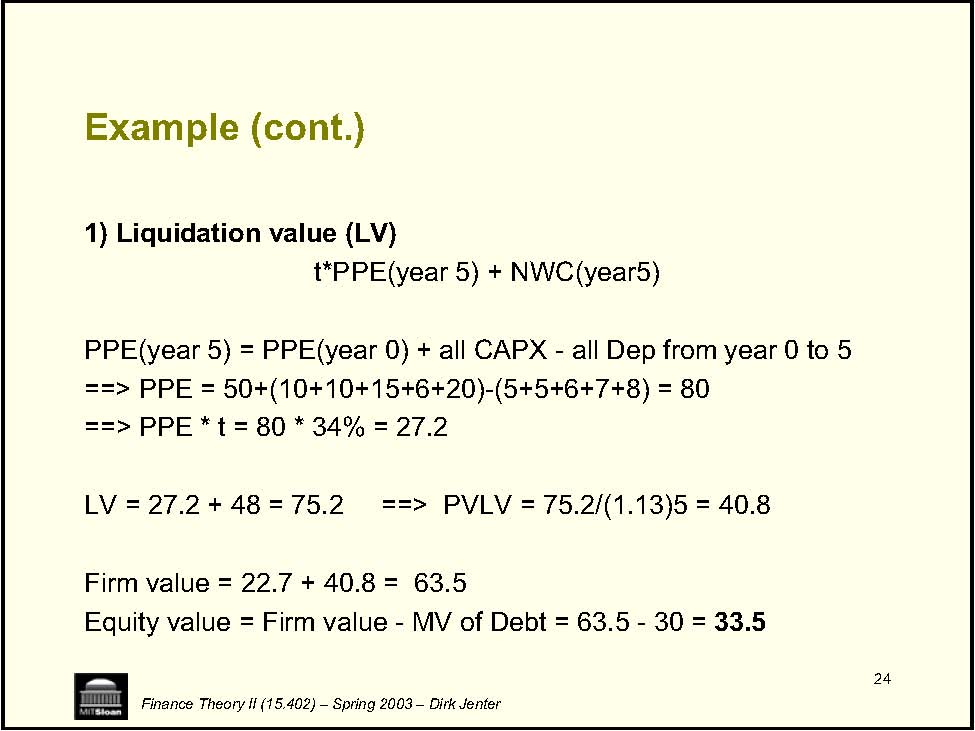 Example (cont.)
1) Liquidation value (LV)
t*PPE(year 5) + NWC(year5)
PPE(year 5) = PPE(year 0) + all CAPX - all Dep from year 0 to 5
==> PPE = 50+(10+10+15+6+20)-(5+5+6+7+8) = 80
==> PPE * t = 80 * 34% = 27.2
LV = 27.2 + 48 = 75.2 ==> PVLV = 75.2/(1.13)5 = 40.8
Firm value = 22.7 + 40.8 = 63.5
Equity value = Firm value - MV of Debt = 63.5 - 30 = 33.5
24
MITSloan
Finance Theory II (15.402) – Spring 2003 – Dirk Jenter